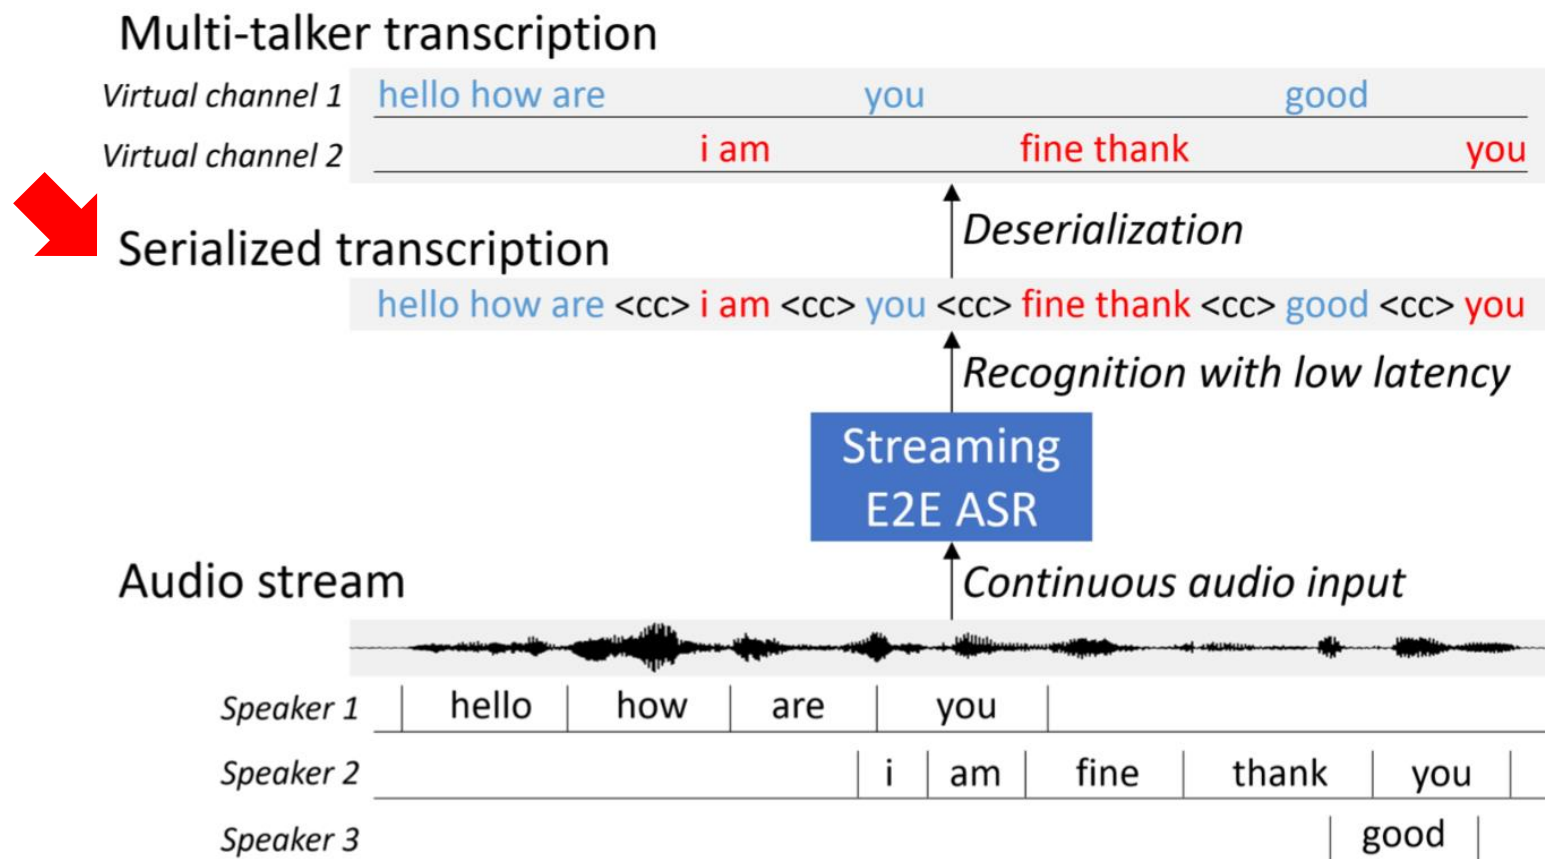 Multi-talker transcription
Virtual channel 1 hello how are you good
Virtual channel 2 i am fine thank you
Deserialization
Serialized transcription
hello how are <cc> i am <cc> you <cc> fine thank <cc> good <cc> you
Recognition with low latency
Streaming
E2E ASR
Audio stream
Continuous audio input
Speaker 1 hello how are you
Speaker 2 i am fine thank you
Speaker 3 good